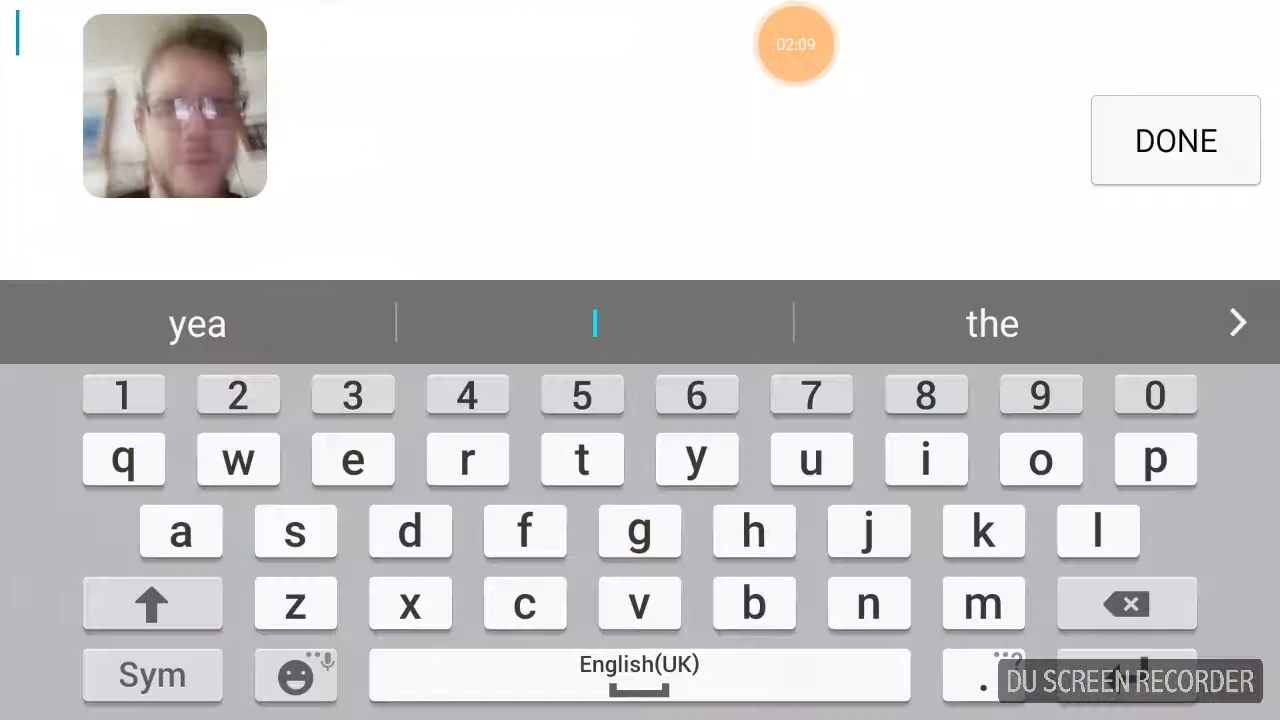 02:09
DONE
yea I the
1 2 3 4 5 6 7 8 9 0
q w e r t y u i o p
a s d f g h j k l
z x c v b n m
Sym English(UK) . ?
DU SCREEN RECORDER